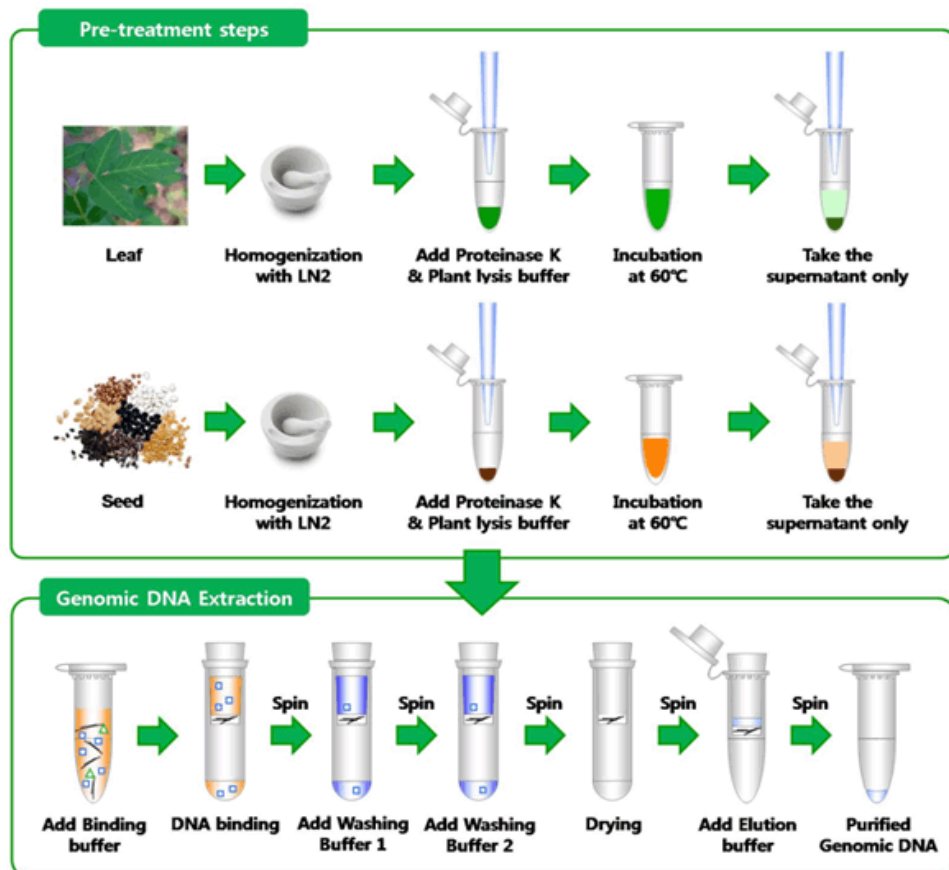 Pre-treatment steps
Leaf
Homogenization
with LN2
Add Proteinase K
& Plant lysis buffer
Incubation
at 60℃
Take the
supernatant only
Seed
Homogenization
with LN2
Add Proteinase K
& Plant lysis buffer
Incubation
at 60℃
Take the
supernatant only
Genomic DNA Extraction
Spin
Spin
Spin
Spin
Spin
Add Binding
buffer
DNA binding
Add Washing
Buffer 1
Add Washing
Buffer 2
Drying
Add Elution
buffer
Purified
Genomic DNA